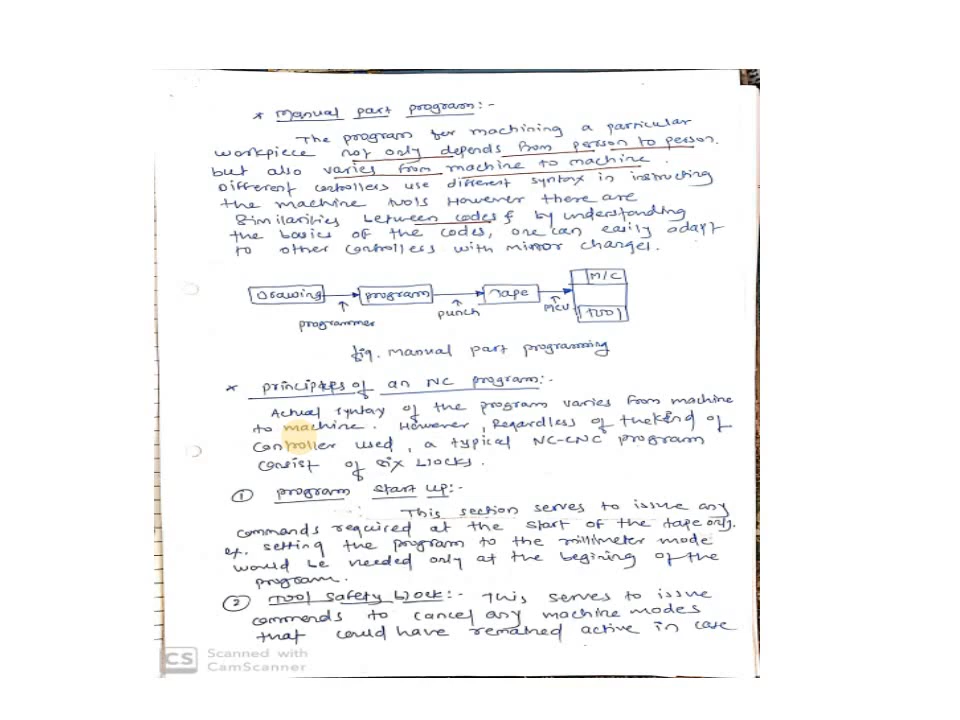 * Manual part program:-
The program for machining a particular
workpiece not only depends from person to person.
but also varies from machine to machine.
Different controllers use different syntax in instructing
the machine tools However there are
Similarities between codes & by understanding
the basics of the codes, one can easily adapt
to other controllers with minor changes.
Drawing
program
Tape
M/C
Tool
programmer
punch
MCU
fig. Manual part programming
* principles of an NC program:-
Actual syntax of the program varies from machine
to machine. However, Regardless of the kind of
controller used, a typical NC-CNC program
consist of six blocks.
① program start up:-
This section serves to issue any
commands required at the start of the tape only.
ex. setting the program to the millimeter mode
would be needed only at the begining of the
program.
② Tool safety block:- This serves to issue
commends to cancel any machine modes
that could have remained active in case
CS Scanned with
CamScanner